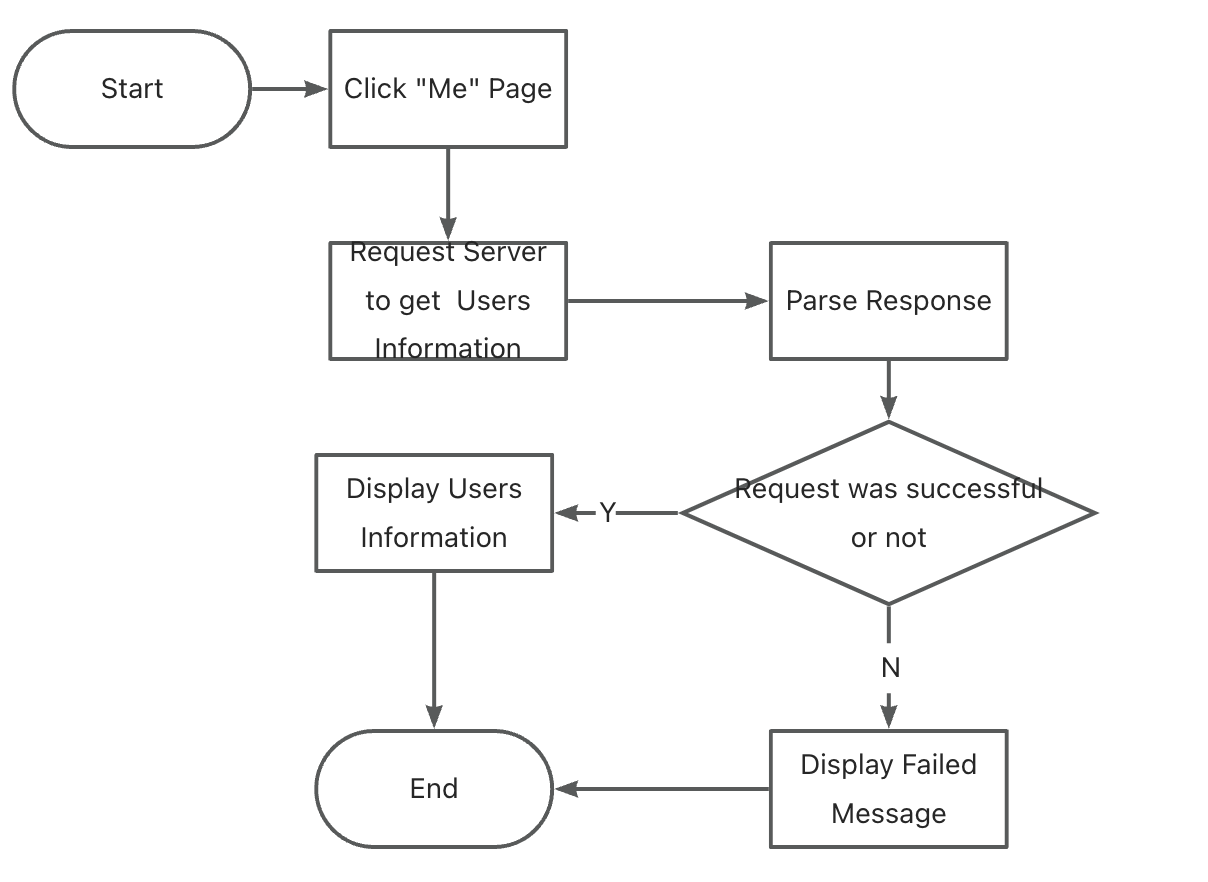 Start
Click "Me" Page
Request Server
to get  Users
Information
Parse Response
Request was successful
or not
Y
Display Users
Information
N
Display Failed
Message
End